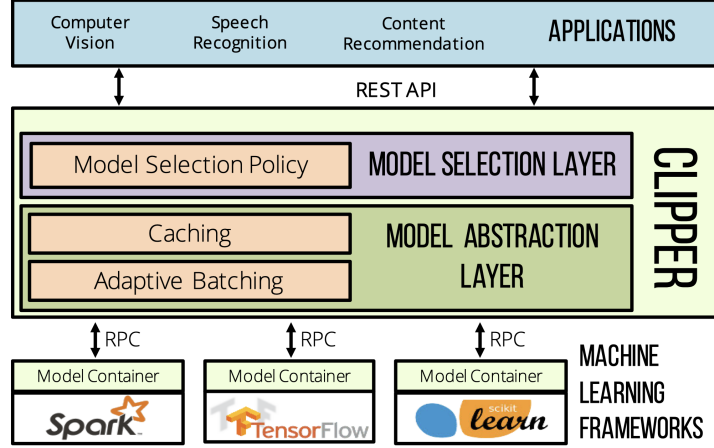 Computer Vision
Speech Recognition
Content Recommendation
APPLICATIONS
REST API
Model Selection Policy
MODEL SELECTION LAYER
CLIPPER
Caching
Adaptive Batching
MODEL ABSTRACTION
LAYER
RPC
RPC
RPC
Model Container
Spark
Model Container
TensorFlow
Model Container
scikit
learn
MACHINE
LEARNING
FRAMEWORKS